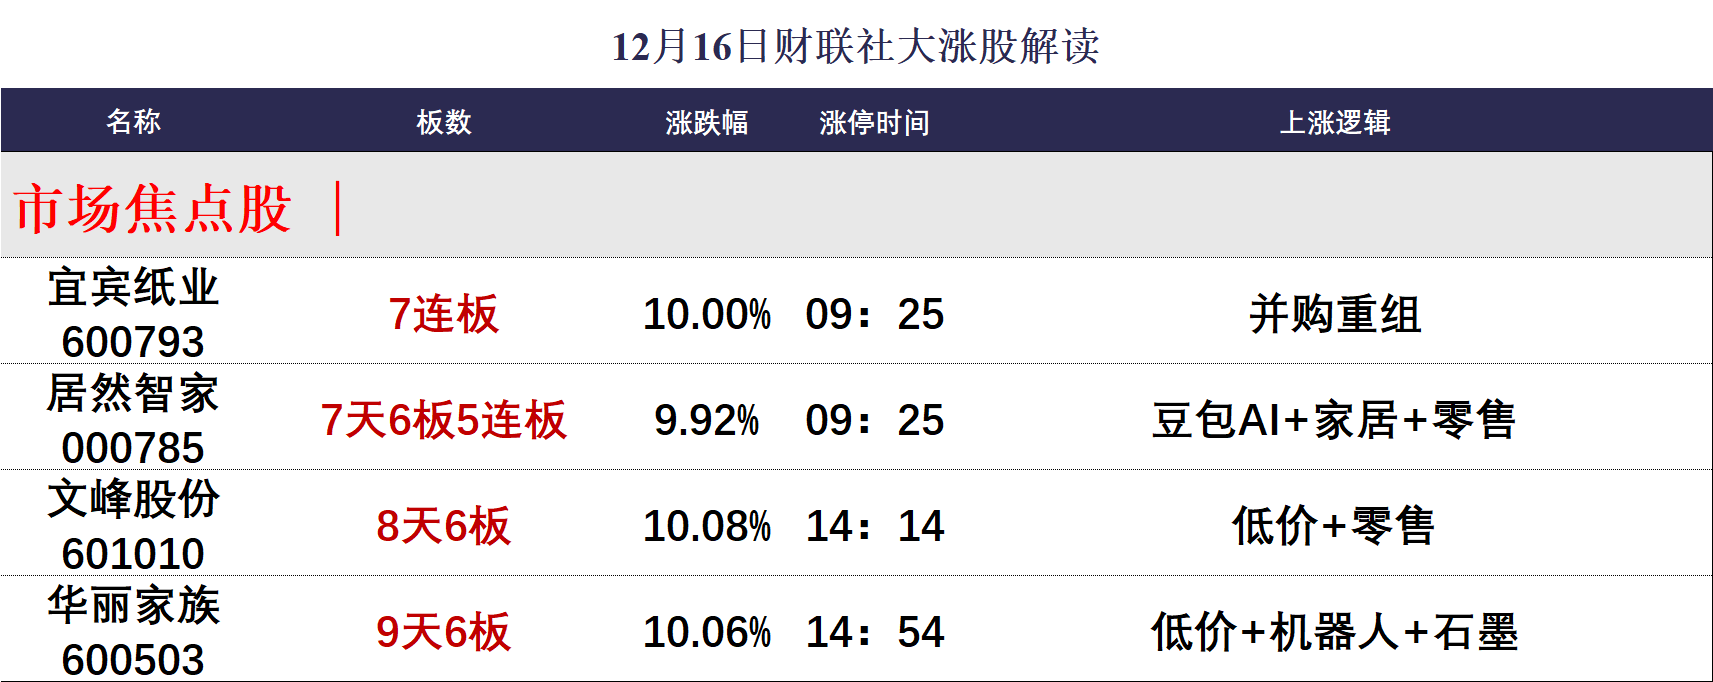 12月16日财联社大涨股解读
名称 板数 涨跌幅 涨停时间 上涨逻辑
市场焦点股 |
宜宾纸业
600793 7连板 10.00% 09：25 并购重组
居然智家
000785 7天6板5连板 9.92% 09：25 豆包AI+家居+零售
文峰股份
601010 8天6板 10.08% 14：14 低价+零售
华丽家族
600503 9天6板 10.06% 14：54 低价+机器人+石墨